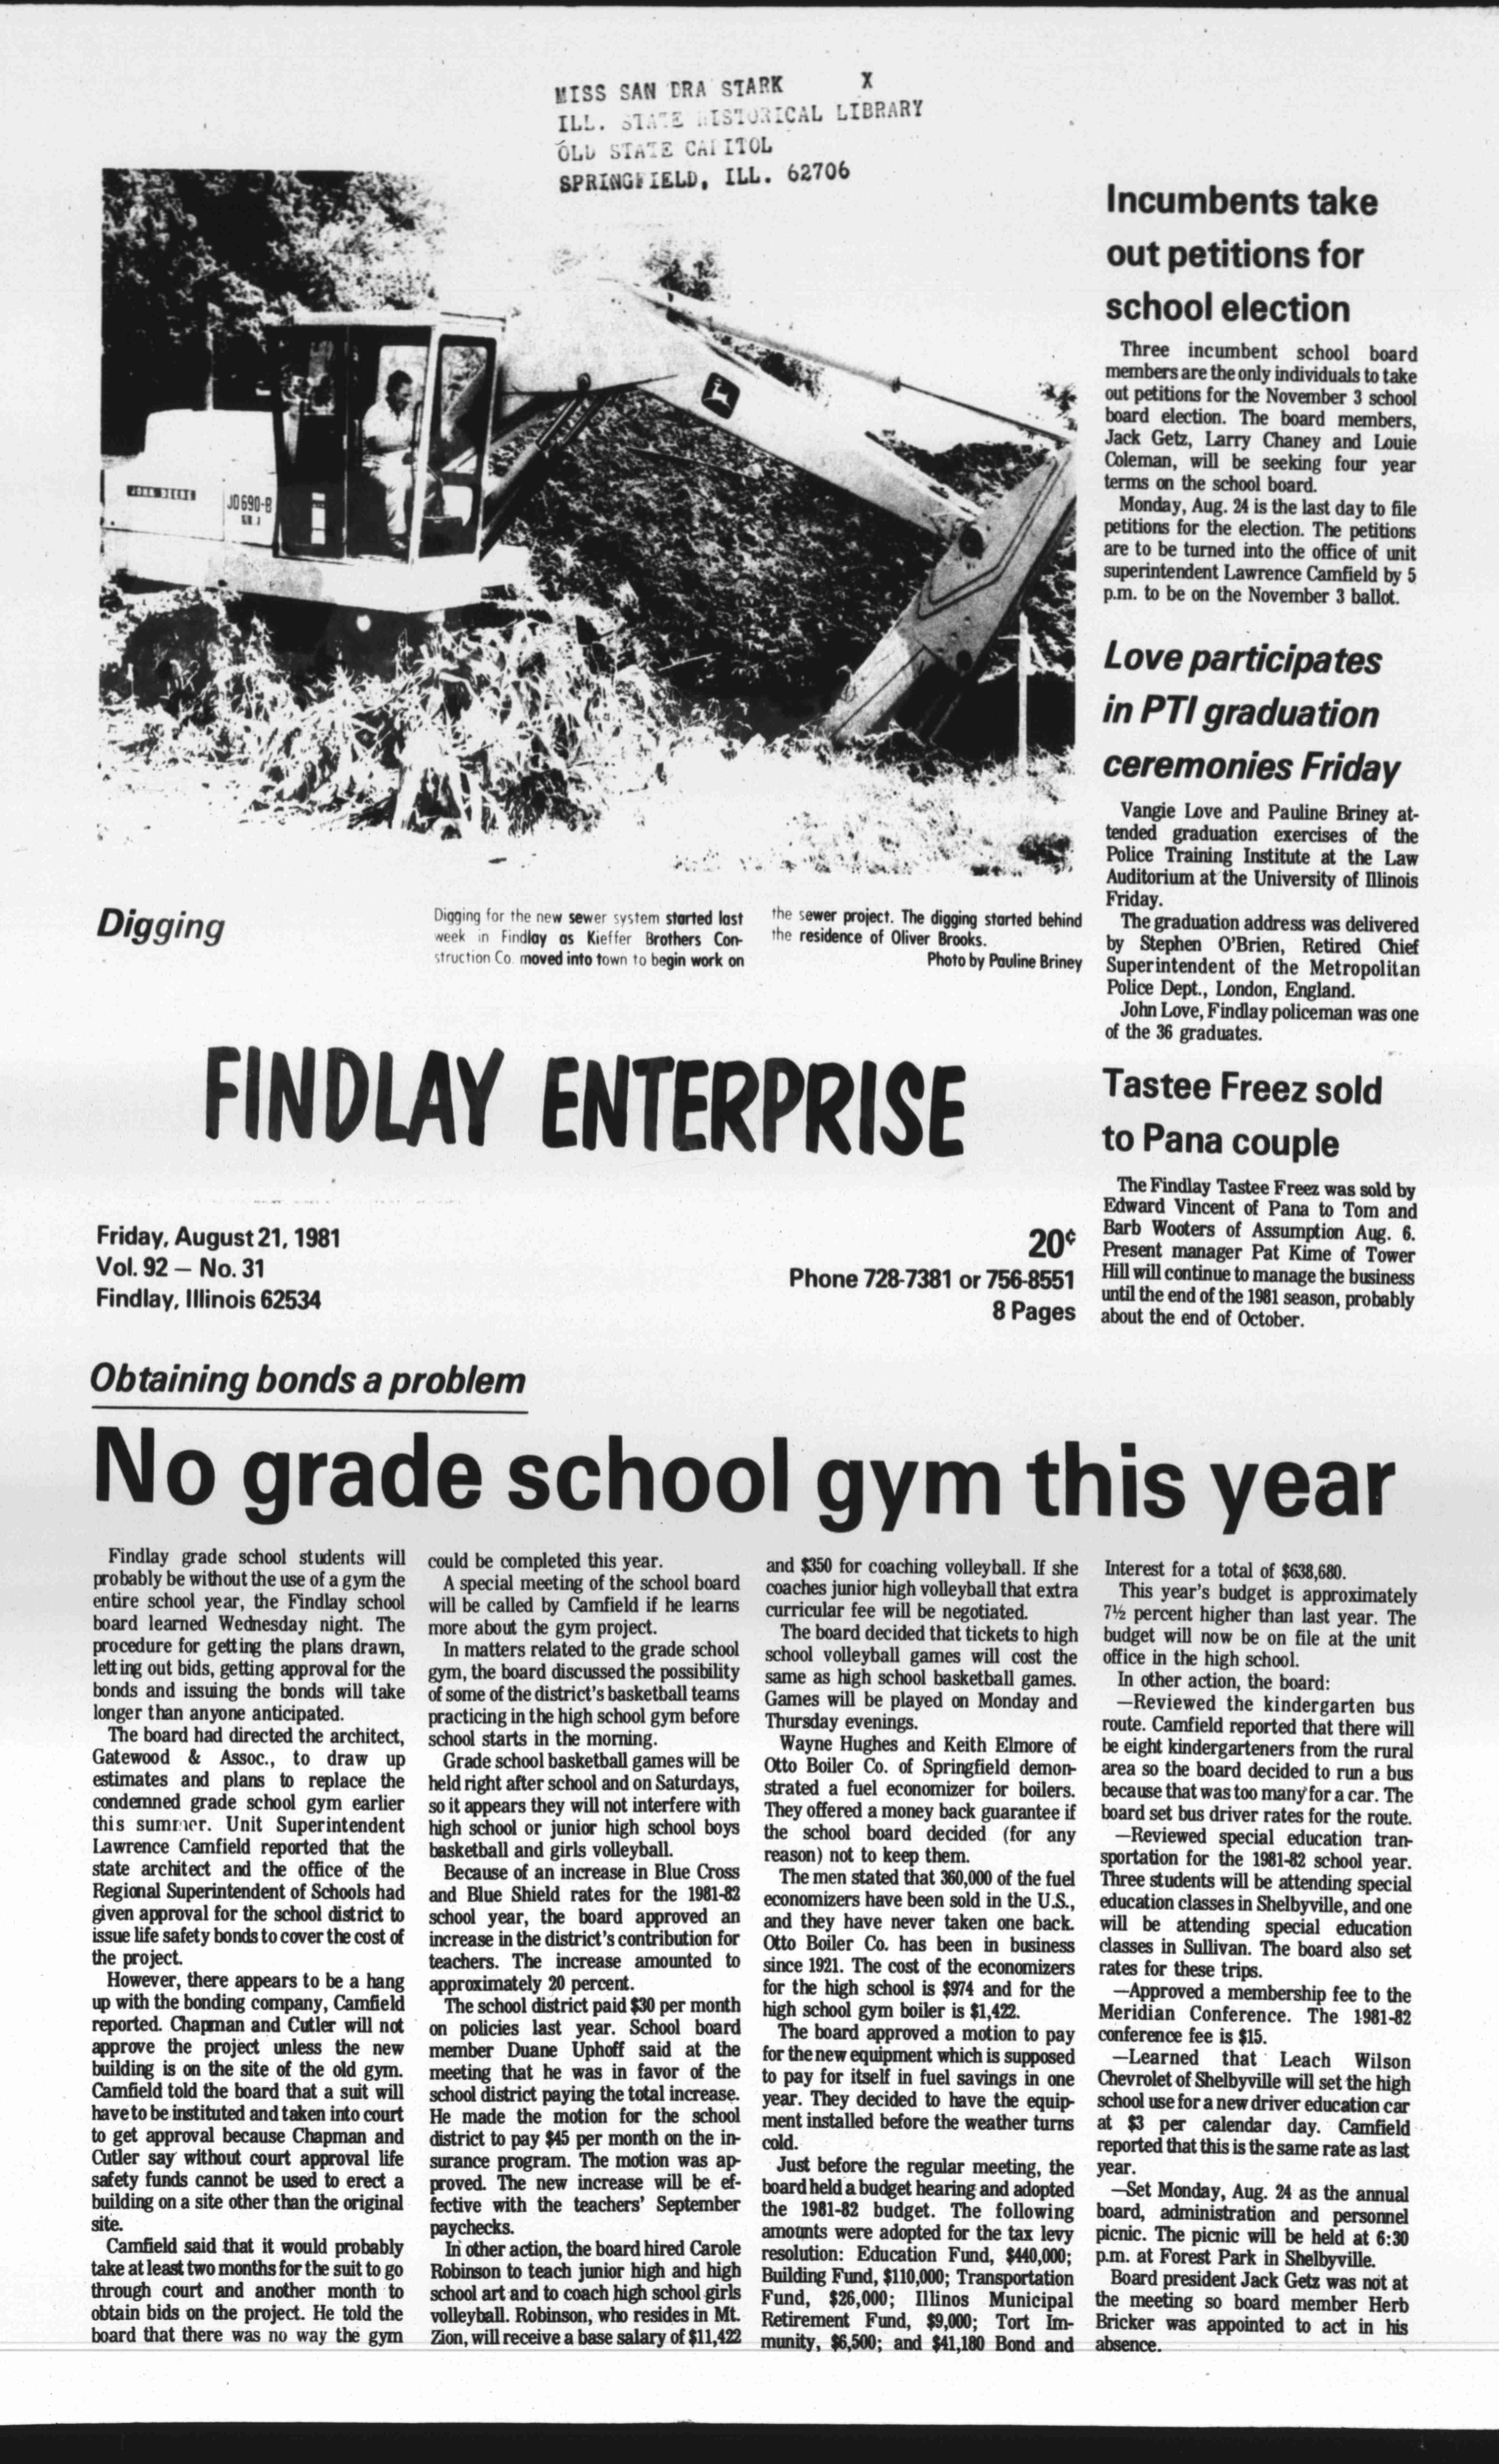 MISS SAN DRA STARK X
ILL. STATE HISTORICAL LIBRARY
OLD STATE CAPITOL
SPRINGFIELD, ILL. 62706
JOHN DEERE
JD690-B
Digging
Digging for the new sewer system started last
week in Findlay as Kieffer Brothers Con-
struction Co. moved into town to begin work on
the sewer project. The digging started behind
the residence of Oliver Brooks.
Photo by Pauline Briney
Incumbents take
out petitions for
school election
Three incumbent school board
members are the only individuals to take
out petitions for the November 3 school
board election. The board members,
Jack Getz, Larry Chaney and Louie
Coleman, will be seeking four year
terms on the school board.
Monday, Aug. 24 is the last day to file
petitions for the election. The petitions
are to be turned into the office of unit
superintendent Lawrence Camfield by 5
p.m. to be on the November 3 ballot.
Love participates
in PTI graduation
ceremonies Friday
Vangie Love and Pauline Briney at-
tended graduation exercises of the
Police Training Institute at the Law
Auditorium at the University of Illinois
Friday.
The graduation address was delivered
by Stephen O'Brien, Retired Chief
Superintendent of the Metropolitan
Police Dept., London, England.
John Love, Findlay policeman was one
of the 36 graduates.
Tastee Freez sold
to Pana couple
The Findlay Tastee Freez was sold by
Edward Vincent of Pana to Tom and
Barb Wooters of Assumption Aug. 6.
Present manager Pat Kime of Tower
Hill will continue to manage the business
until the end of the 1981 season, probably
about the end of October.
FINDLAY ENTERPRISE
Friday, August 21, 1981
Vol. 92 — No. 31
Findlay, Illinois 62534
20¢
Phone 728-7381 or 756-8551
8 Pages
Obtaining bonds a problem
No grade school gym this year
Findlay grade school students will
probably be without the use of a gym the
entire school year, the Findlay school
board learned Wednesday night. The
procedure for getting the plans drawn,
letting out bids, getting approval for the
bonds and issuing the bonds will take
longer than anyone anticipated.
The board had directed the architect,
Gatewood & Assoc., to draw up
estimates and plans to replace the
condemned grade school gym earlier
this summer. Unit Superintendent
Lawrence Camfield reported that the
state architect and the office of the
Regional Superintendent of Schools had
given approval for the school district to
issue life safety bonds to cover the cost of
the project.
However, there appears to be a hang
up with the bonding company, Camfield
reported. Chapman and Cutler will not
approve the project unless the new
building is on the site of the old gym.
Camfield told the board that a suit will
have to be instituted and taken into court
to get approval because Chapman and
Cutler say without court approval life
safety funds cannot be used to erect a
building on a site other than the original
site.
Camfield said that it would probably
take at least two months for the suit to go
through court and another month to
obtain bids on the project. He told the
board that there was no way the gym
could be completed this year.
A special meeting of the school board
will be called by Camfield if he learns
more about the gym project.
In matters related to the grade school
gym, the board discussed the possibility
of some of the district's basketball teams
practicing in the high school gym before
school starts in the morning.
Grade school basketball games will be
held right after school and on Saturdays,
so it appears they will not interfere with
high school or junior high school boys
basketball and girls volleyball.
Because of an increase in Blue Cross
and Blue Shield rates for the 1981-82
school year, the board approved an
increase in the district's contribution for
teachers. The increase amounted to
approximately 20 percent.
The school district paid $30 per month
on policies last year. School board
member Duane Uphoff said at the
meeting that he was in favor of the
school district paying the total increase.
He made the motion for the school
district to pay $45 per month on the in-
surance program. The motion was ap-
proved. The new increase will be ef-
fective with the teachers' September
paychecks.
In other action, the board hired Carole
Robinson to teach junior high and high
school art and to coach high school girls
volleyball. Robinson, who resides in Mt.
Zion, will receive a base salary of $11,422
and $350 for coaching volleyball. If she
coaches junior high volleyball that extra
curricular fee will be negotiated.
The board decided that tickets to high
school volleyball games will cost the
same as high school basketball games.
Games will be played on Monday and
Thursday evenings.
Wayne Hughes and Keith Elmore of
Otto Boiler Co. of Springfield demon-
strated a fuel economizer for boilers.
They offered a money back guarantee if
the school board decided (for any
reason) not to keep them.
The men stated that 360,000 of the fuel
economizers have been sold in the U.S.,
and they have never taken one back.
Otto Boiler Co. has been in business
since 1921. The cost of the economizers
for the high school is $974 and for the
high school gym boiler is $1,422.
The board approved a motion to pay
for the new equipment which is supposed
to pay for itself in fuel savings in one
year. They decided to have the equip-
ment installed before the weather turns
cold.
Just before the regular meeting, the
board held a budget hearing and adopted
the 1981-82 budget. The following
amounts were adopted for the tax levy
resolution: Education Fund, $440,000;
Building Fund, $110,000; Transportation
Fund, $26,000; Illinos Municipal
Retirement Fund, $9,000; Tort Im-
munity, $6,500; and $41,180 Bond and
Interest for a total of $638,680.
This year's budget is approximately
7½ percent higher than last year. The
budget will now be on file at the unit
office in the high school.
In other action, the board:
—Reviewed the kindergarten bus
route. Camfield reported that there will
be eight kindergarteners from the rural
area so the board decided to run a bus
because that was too many for a car. The
board set bus driver rates for the route.
—Reviewed special education tran-
sportation for the 1981-82 school year.
Three students will be attending special
education classes in Shelbyville, and one
will be attending special education
classes in Sullivan. The board also set
rates for these trips.
—Approved a membership fee to the
Meridian Conference. The 1981-82
conference fee is $15.
—Learned that Leach Wilson
Chevrolet of Shelbyville will set the high
school use for a new driver education car
at $3 per calendar day. Camfield
reported that this is the same rate as last
year.
—Set Monday, Aug. 24 as the annual
board, administration and personnel
picnic. The picnic will be held at 6:30
p.m. at Forest Park in Shelbyville.
Board president Jack Getz was not at
the meeting so board member Herb
Bricker was appointed to act in his
absence.